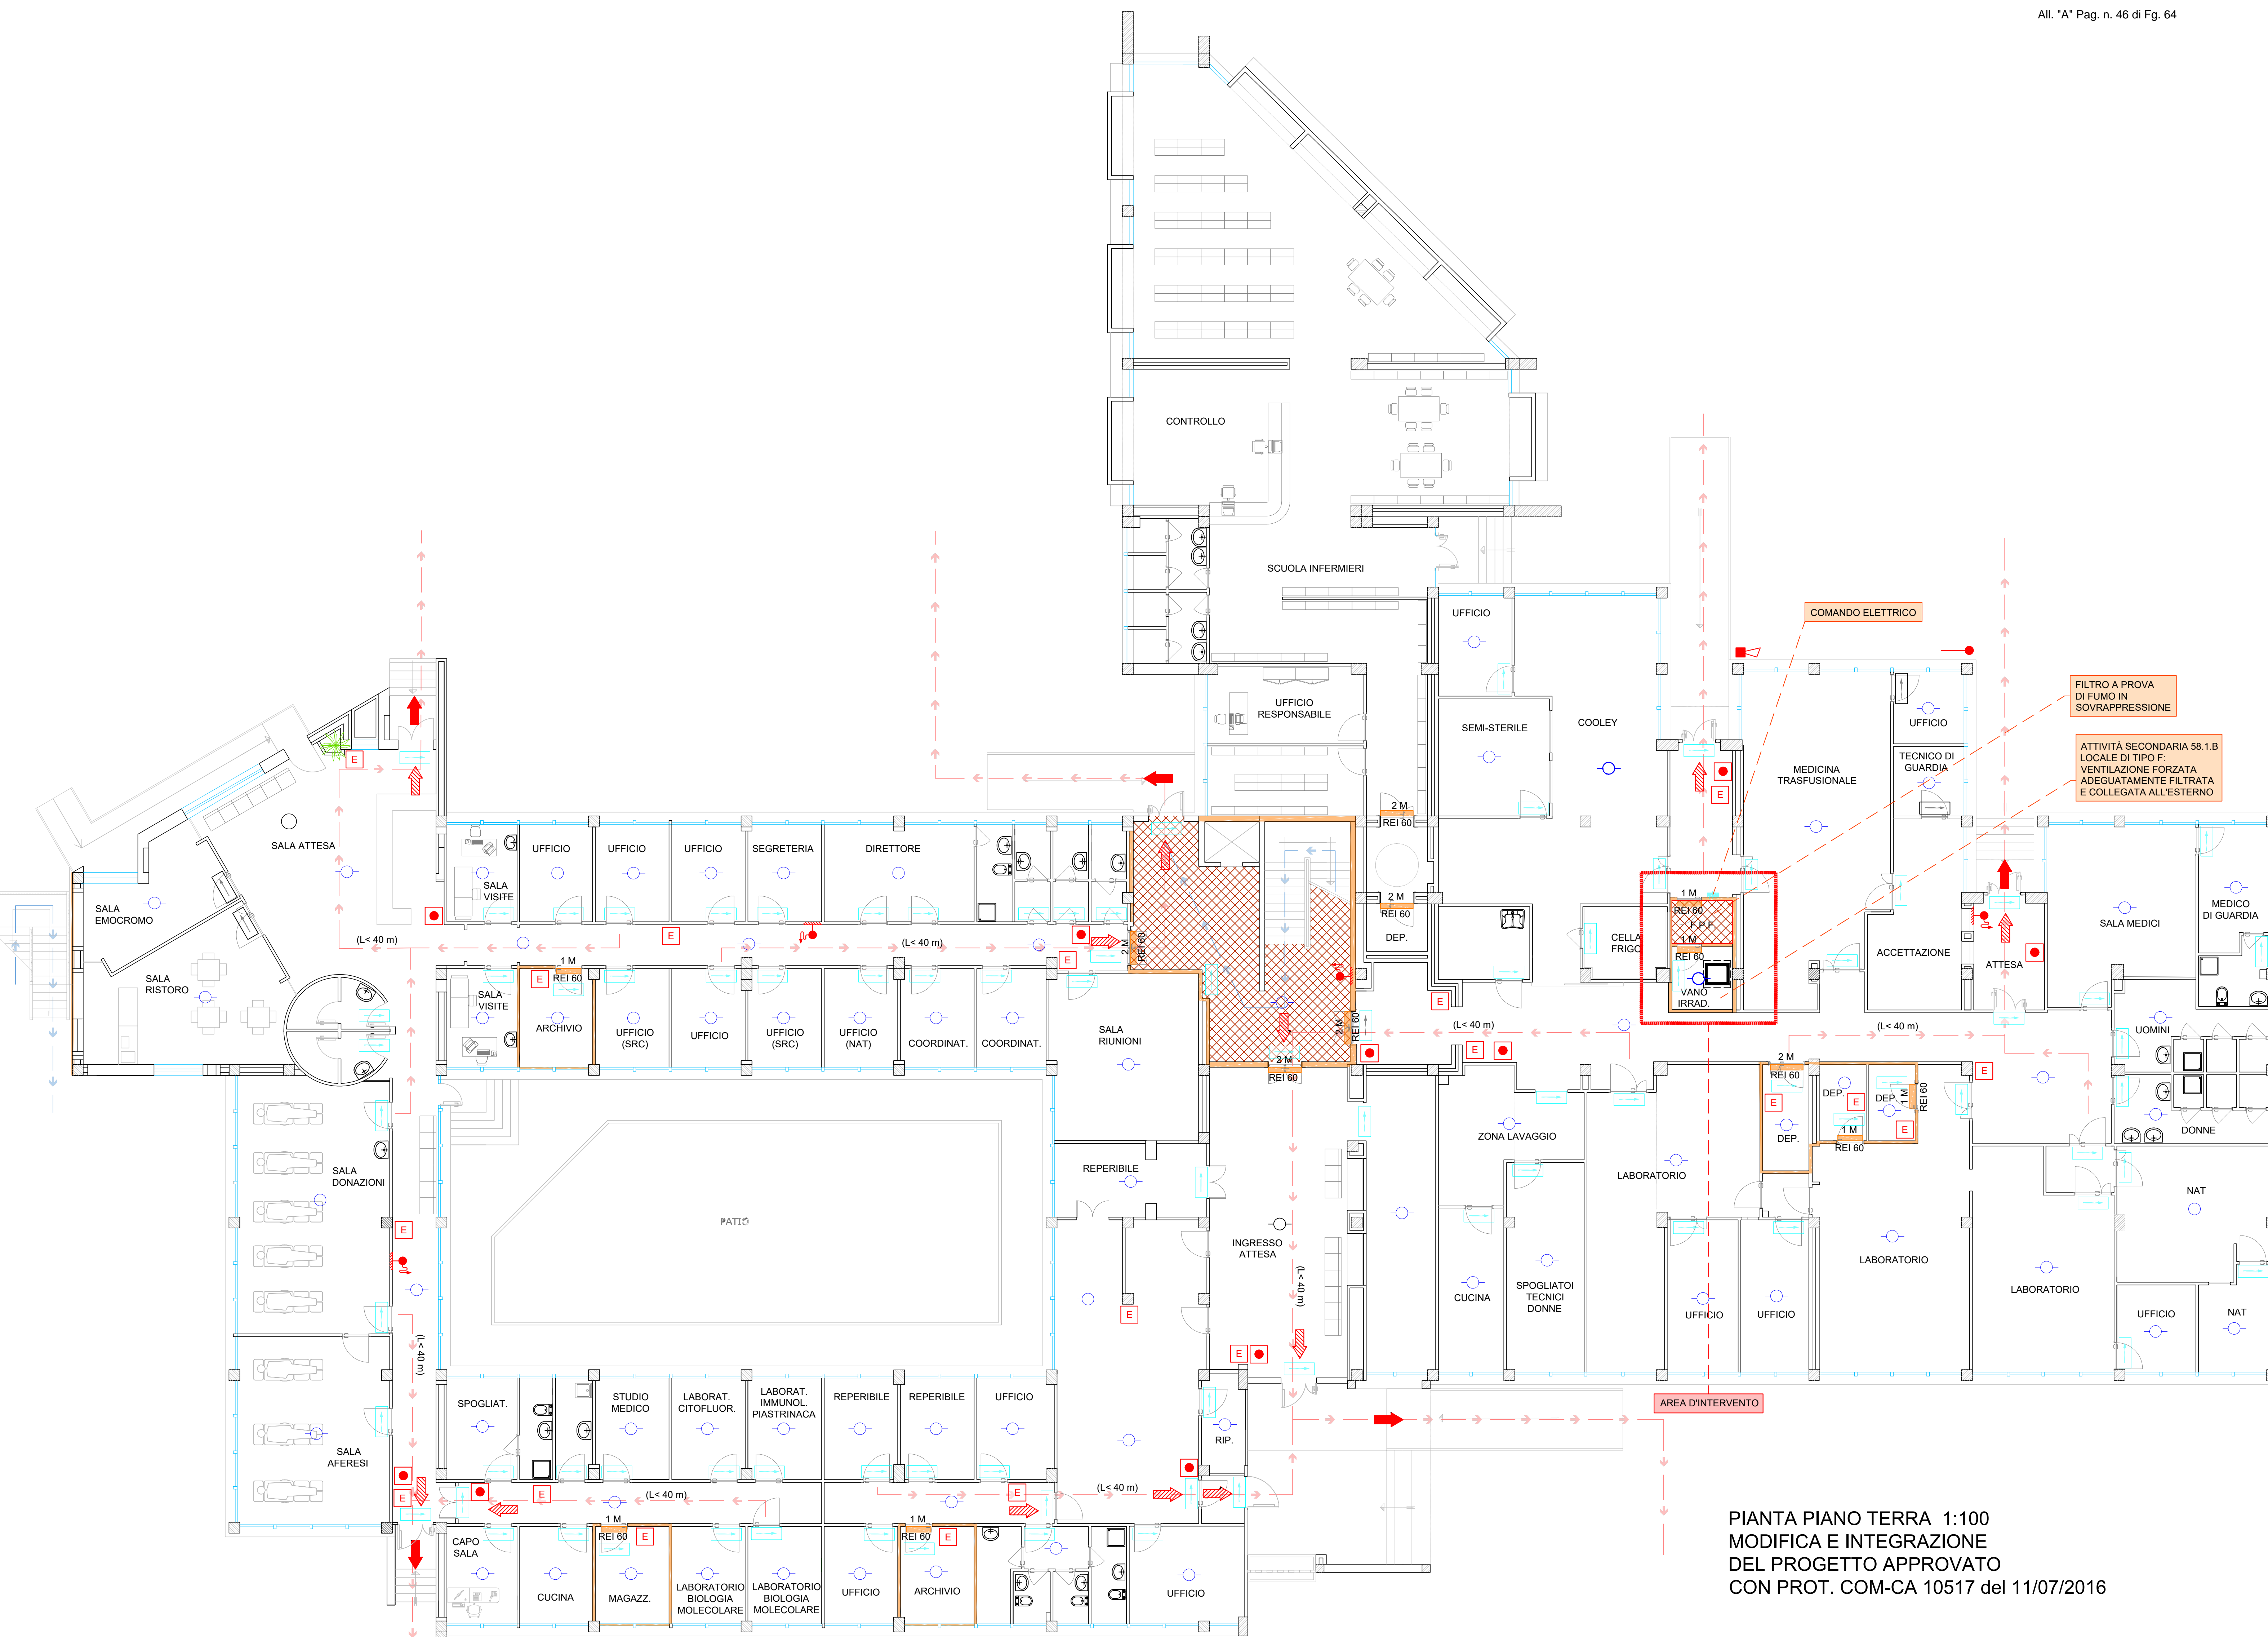 All. "A" Pag. n. 46 di Fg. 64
CONTROLLO
SCUOLA INFERMIERI
UFFICIO
COMANDO ELETTRICO
FILTRO A PROVA
DI FUMO IN
SOVRAPPRESSIONE
UFFICIO
RESPONSABILE
SEMI-STERILE
COOLEY
UFFICIO
ATTIVITÀ SECONDARIA 58.1.B
LOCALE DI TIPO F:
VENTILAZIONE FORZATA
ADEGUATAMENTE FILTRATA
E COLLEGATA ALL'ESTERNO
MEDICINA
TRASFUSIONALE
TECNICO DI
GUARDIA
E
E
2 M
REI 60
SALA ATTESA
UFFICIO
UFFICIO
UFFICIO
SEGRETERIA
DIRETTORE
SALA
VISITE
SALA
EMOCROMO
2 M
REI 60
DEP.
1 M
REI 60
F.P.F.
1 M
REI 60
VANO
IRRAD.
CELLA
FRIGO
ACCETTAZIONE
ATTESA
SALA MEDICI
MEDICO
DI GUARDIA
(L< 40 m)
E
(L< 40 m)
E
2 M
REI 60
SALA
RISTORO
SALA
VISITE
E
1 M
REI 60
ARCHIVIO
UFFICIO
(SRC)
UFFICIO
UFFICIO
(SRC)
UFFICIO
(NAT)
COORDINAT.
COORDINAT.
SALA
RIUNIONI
2 M
REI 60
2 M
REI 60
E
(L< 40 m)
E
(L< 40 m)
UOMINI
2 M
REI 60
E
DEP.
DEP.
E
1 M
REI 60
DEP.
E
1 M
REI 60
E
DONNE
ZONA LAVAGGIO
LABORATORIO
SALA
DONAZIONI
REPERIBILE
PATIO
E
NAT
INGRESSO
ATTESA
(L< 40 m)
LABORATORIO
LABORATORIO
CUCINA
SPOGLIATOI
TECNICI
DONNE
UFFICIO
UFFICIO
UFFICIO
NAT
E
E
(L< 40 m)
AREA D'INTERVENTO
SPOGLIAT.
STUDIO
MEDICO
LABORAT.
CITOFLUOR.
LABORAT.
IMMUNOL.
PIASTRINACA
REPERIBILE
REPERIBILE
UFFICIO
RIP.
SALA
AFERESI
E
E
(L< 40 m)
E
(L< 40 m)
1 M
REI 60
E
1 M
REI 60
E
CAPO
SALA
CUCINA
MAGAZZ.
LABORATORIO
BIOLOGIA
MOLECOLARE
LABORATORIO
BIOLOGIA
MOLECOLARE
UFFICIO
ARCHIVIO
UFFICIO
PIANTA PIANO TERRA 1:100
MODIFICA E INTEGRAZIONE
DEL PROGETTO APPROVATO
CON PROT. COM-CA 10517 del 11/07/2016